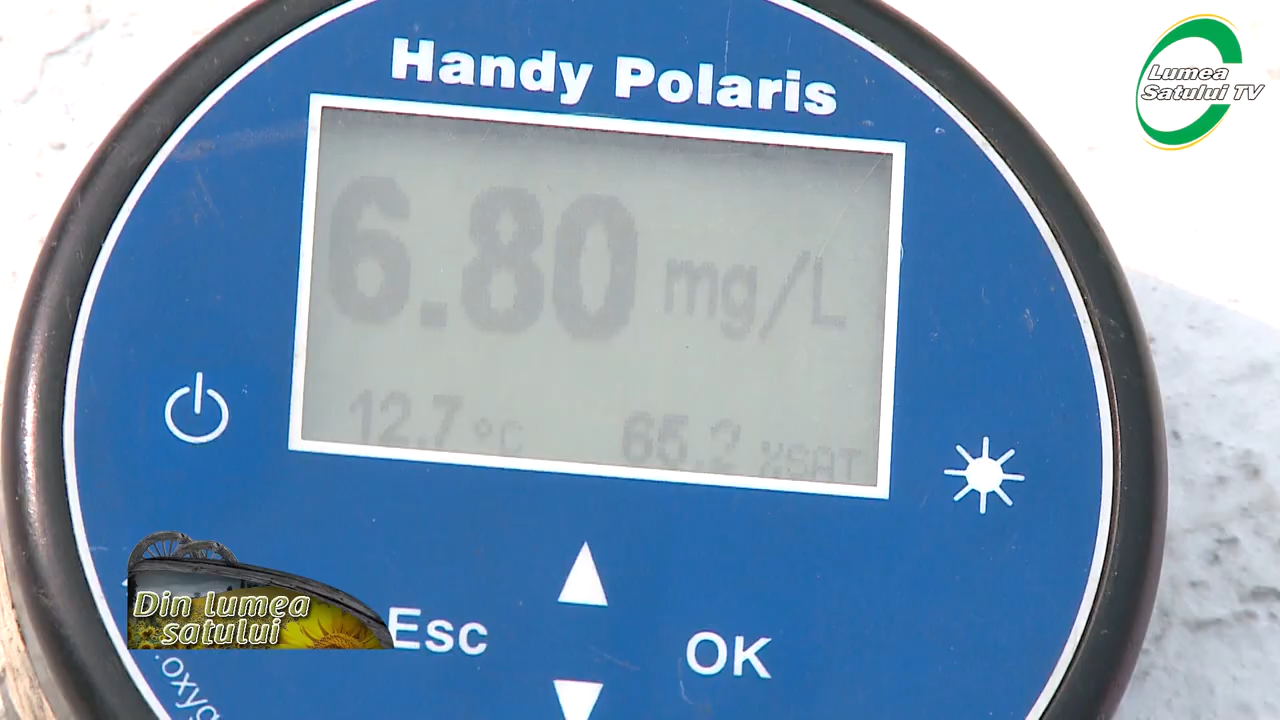 Handy Polaris
Lumea
Satului TV
6.80 mg/L
12.7 °C 65.2 %SAT
Din lumea
satului
Esc
OK